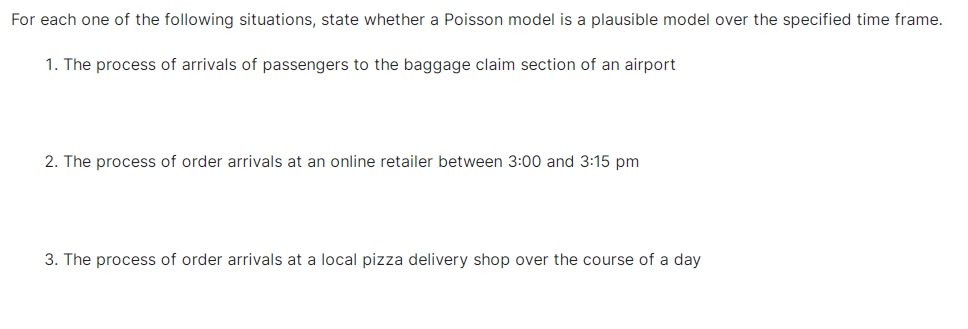 For each one of the following situations, state whether a Poisson model is a plausible model over the specified time frame.
1. The process of arrivals of passengers to the baggage claim section of an airport
2. The process of order arrivals at an online retailer between 3:00 and 3:15 pm
3. The process of order arrivals at a local pizza delivery shop over the course of a day